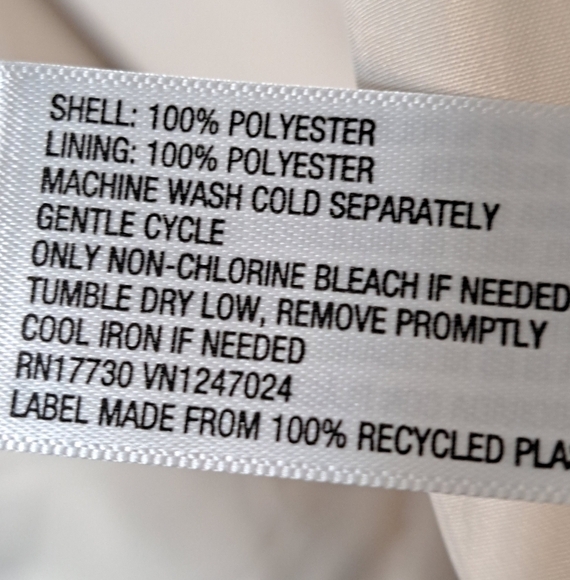 SHELL: 100% POLYESTER
LINING: 100% POLYESTER
MACHINE WASH COLD SEPARATELY
GENTLE CYCLE
ONLY NON-CHLORINE BLEACH IF NEEDED
TUMBLE DRY LOW, REMOVE PROMPTLY
COOL IRON IF NEEDED
RN17730 VN1247024
LABEL MADE FROM 100% RECYCLED